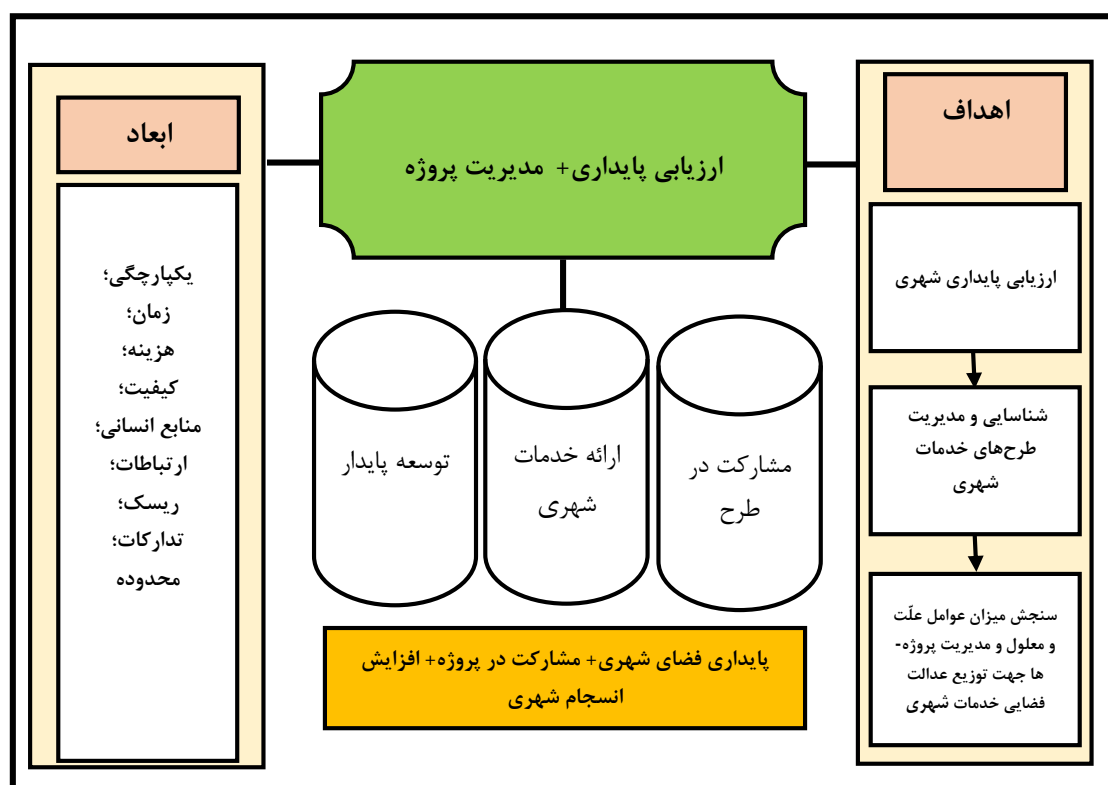 اهداف
ارزیابی پایداری شهری
شناسایی و مدیریت
طرح‌های خدمات
شهری
سنجش میزان عوامل علّت
و معلول و مدیریت پروژه-
ها جهت توزیع عدالت
فضایی خدمات شهری
ارزیابی پایداری+ مدیریت پروژه
مشارکت در
طرح
ارائه خدمات
شهری
توسعه پایدار
پایداری فضای شهری+ مشارکت در پروژه+ افزایش
انسجام شهری
ابعاد
یکپارچگی؛
زمان؛
هزینه؛
کیفیت؛
منابع انسانی؛
ارتباطات؛
ریسک؛
تدارکات؛
محدوده